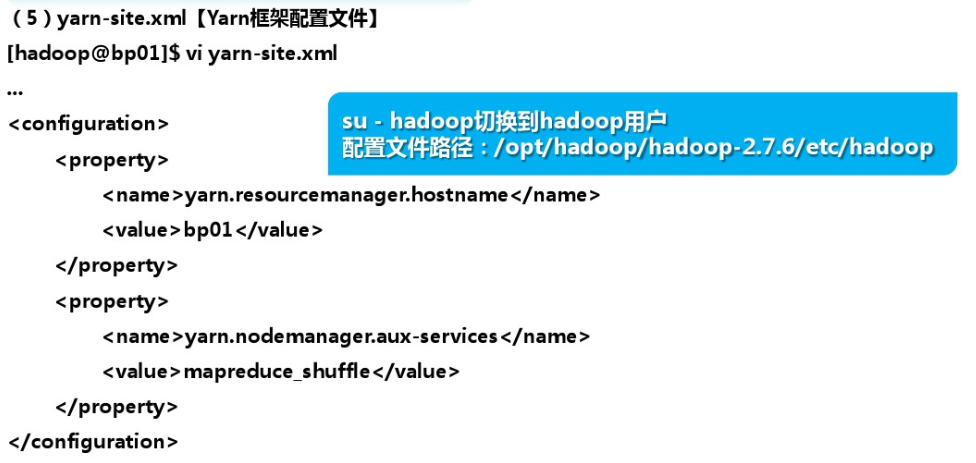 （5）yarn-site.xml【Yarn框架配置文件】
[hadoop@bp01]$ vi yarn-site.xml
...
su - hadoop切换到hadoop用户
配置文件路径：/opt/hadoop/hadoop-2.7.6/etc/hadoop
<configuration>
<property>
<name>yarn.resourcemanager.hostname</name>
<value>bp01</value>
</property>
<property>
<name>yarn.nodemanager.aux-services</name>
<value>mapreduce_shuffle</value>
</property>
</configuration>